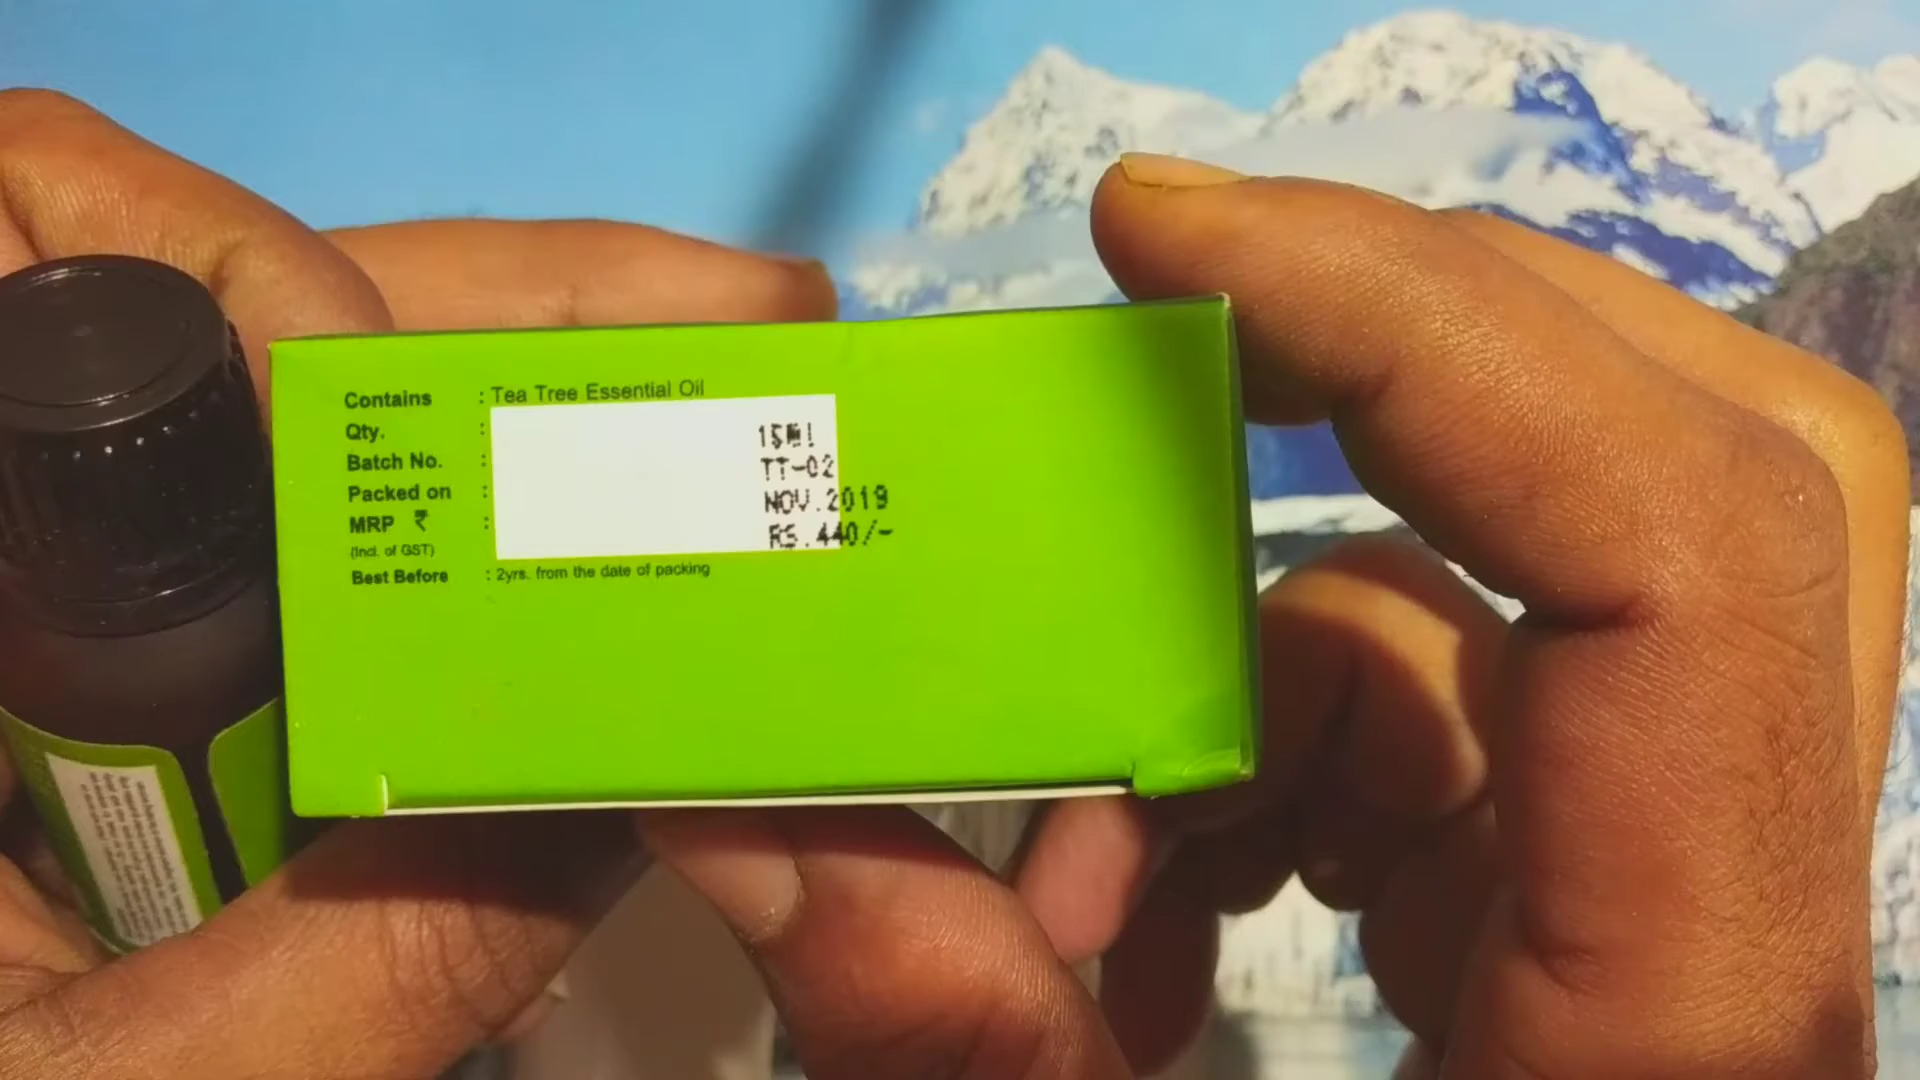 Contains : Tea Tree Essential Oil
Qty. : 15ml
Batch No. : TT-02
Packed on : NOV.2019
MRP ₹ : RS.440/-
(Incl. of GST)
Best Before : 2yrs. from the date of packing